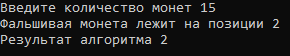 Введите количество монет 15
Фальшивая монета лежит на позиции 2
Результат алгоритма 2